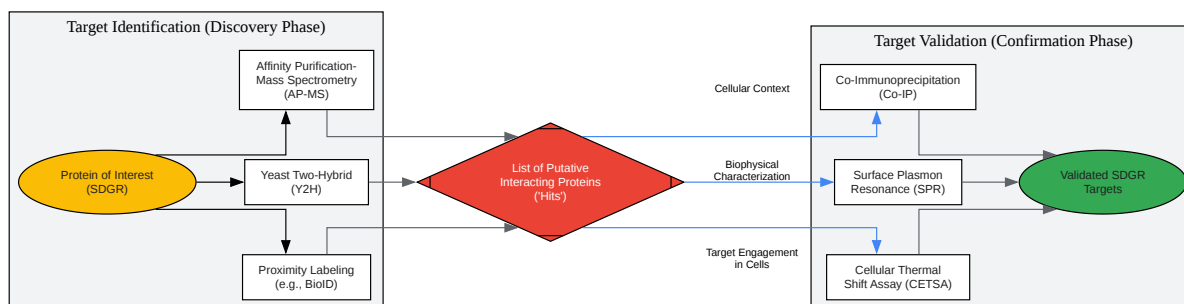 Target Identification (Discovery Phase)
Affinity Purification-
Mass Spectrometry
(AP-MS)
Protein of Interest
(SDGR)
Yeast Two-Hybrid
(Y2H)
Proximity Labeling
(e.g., BioID)
List of Putative
Interacting Proteins
('Hits')
Cellular Context
Biophysical
Characterization
Target Engagement
in Cells
Target Validation (Confirmation Phase)
Co-Immunoprecipitation
(Co-IP)
Surface Plasmon
Resonance (SPR)
Cellular Thermal
Shift Assay (CETSA)
Validated SDGR
Targets